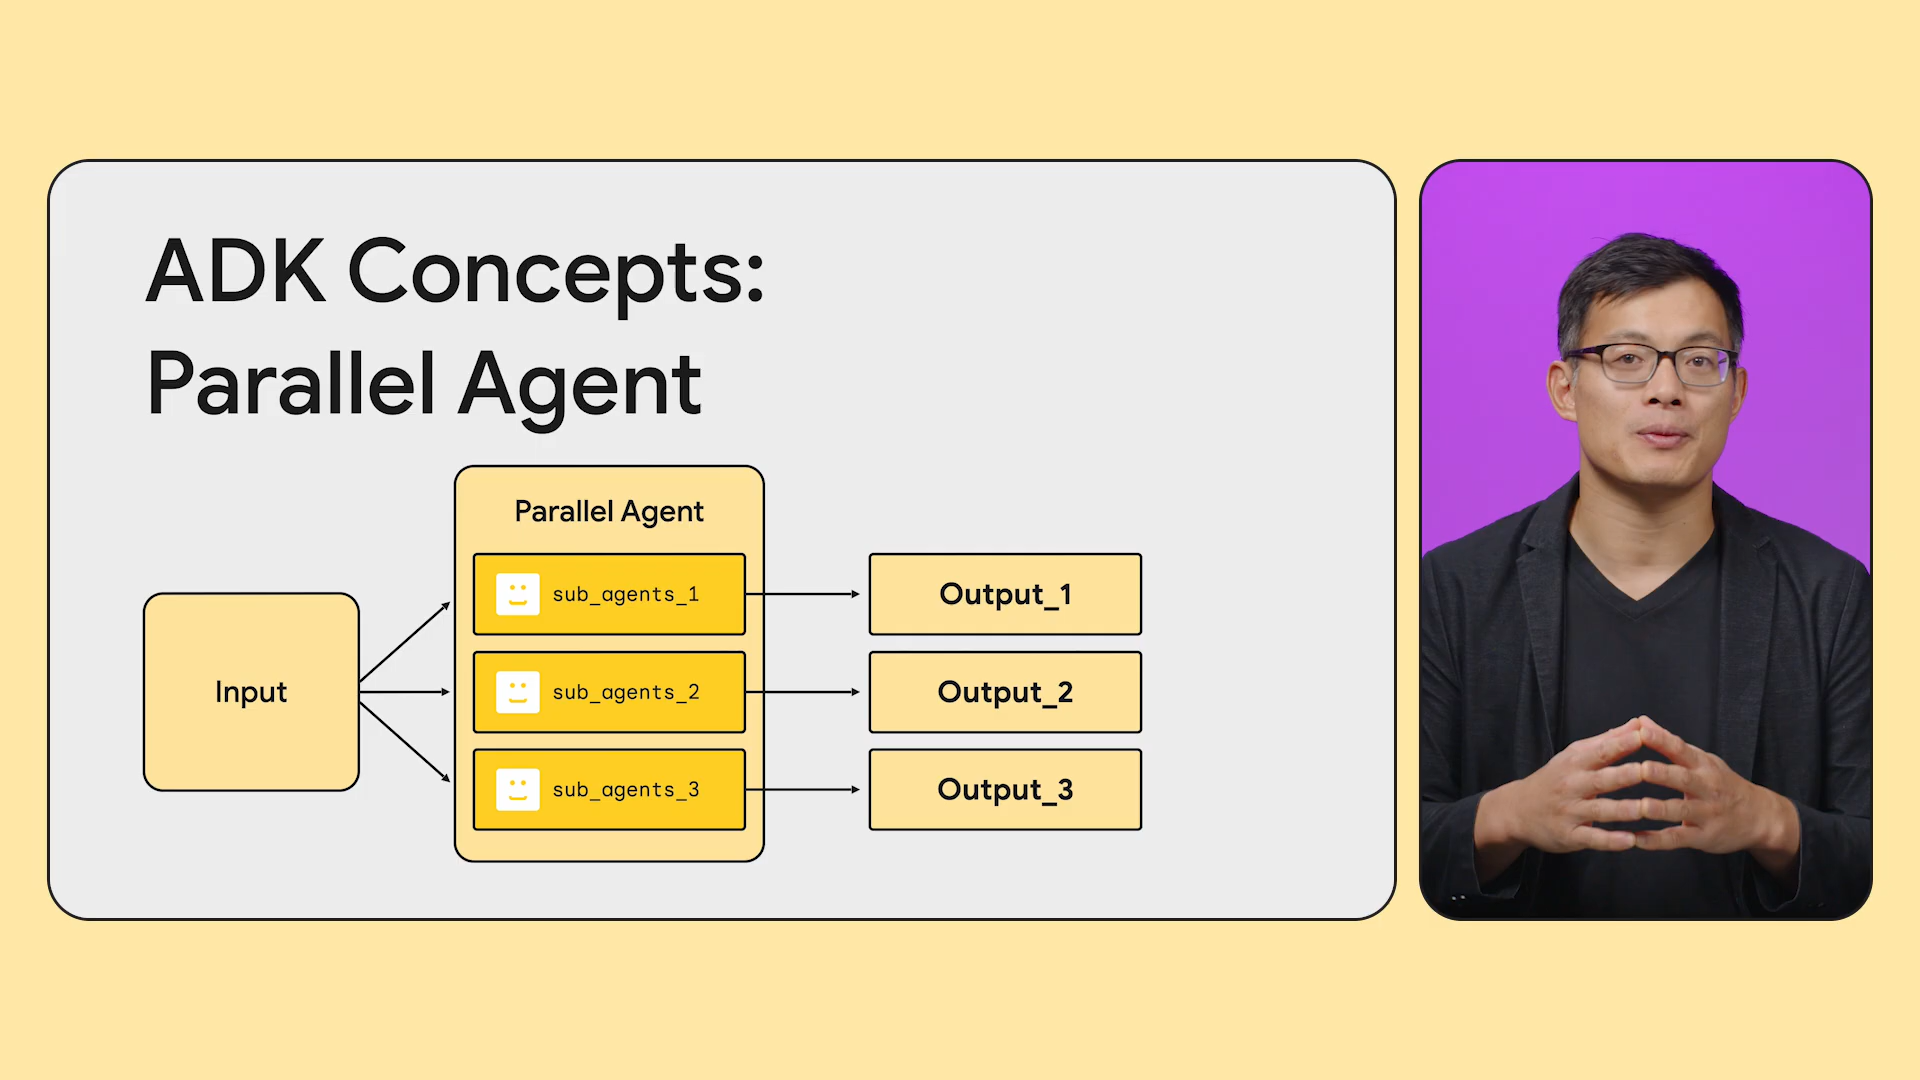 ADK Concepts:
Parallel Agent
Parallel Agent
Input
sub_agents_1
sub_agents_2
sub_agents_3
Output_1
Output_2
Output_3